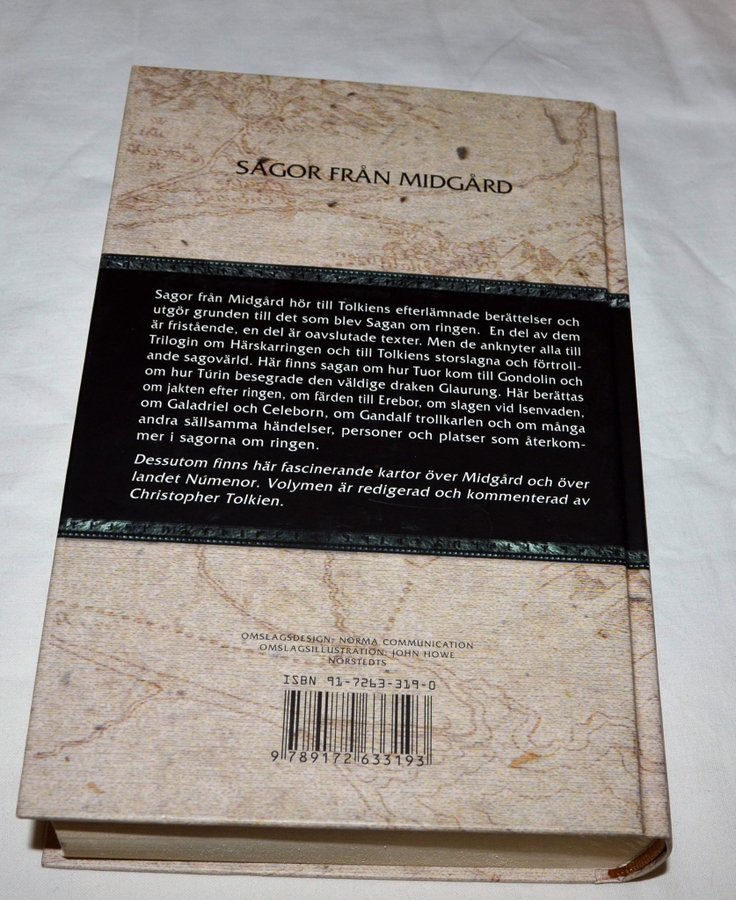 SAGOR FRÅN MIDGÅRD
Sagor från Midgård hör till Tolkiens efterlämnade berättelser och
utgör grunden till det som blev Sagan om ringen. En del av dem
är fristående, en del är oavslutade texter. Men de anknyter alla till
Trilogin om Härskarringen och till Tolkiens storslagna och förtroll-
ande sagovärld. Här finns sagan om hur Tuor kom till Gondolin och
om hur Túrin besegrade den väldige draken Glaurung. Här berättas
om jakten efter ringen, om färden till Erebor, om slagen vid Isenvaden,
om Galadriel och Celeborn, om Gandalf trollkarlen och om många
andra sällsamma händelser, personer och platser som återkom-
mer i sagorna om ringen.
Dessutom finns här fascinerande kartor över Midgård och över
landet Númenor. Volymen är redigerad och kommenterad av
Christopher Tolkien.
OMSLAGSDESIGN: NORMA COMMUNICATION
OMSLAGSILLUSTRATION: JOHN HOWE
NORSTEDTS
ISBN 91-7263-319-0
9 789172 633193